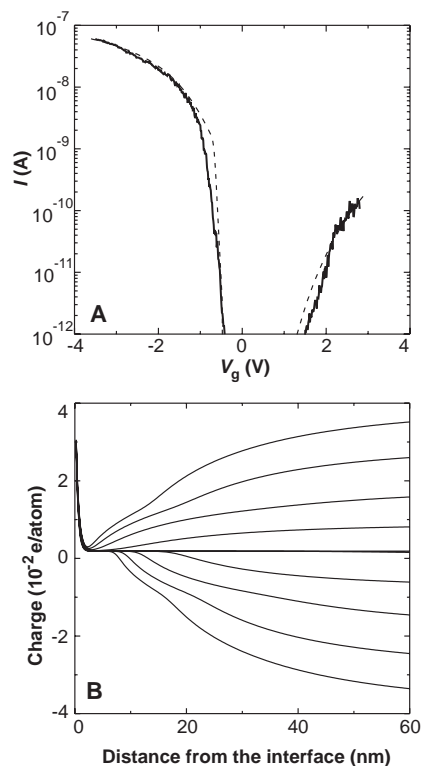 10-7
10-8
10-9
10-10
10-11
10-12
I (A)
A
-4 -2 0 2 4
Vg (V)
4
2
0
-2
-4
Charge (10-2 e/atom)
B
0 20 40 60
Distance from the interface (nm)